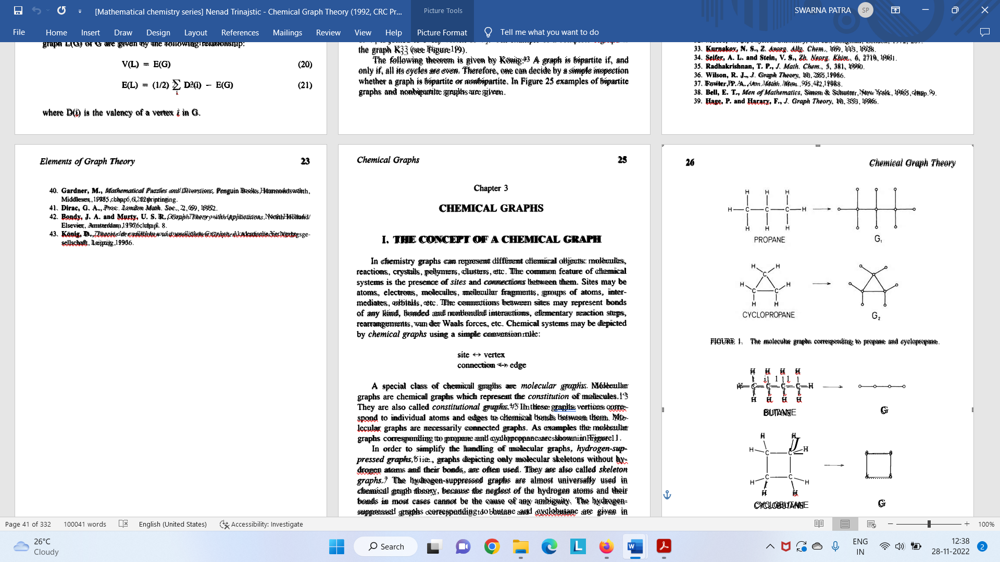 [Mathematical chemistry series] Nenad Trinajstic - Chemical Graph Theory (1992, CRC Pr...
Picture Tools
SWARNA PATRA
SP
File
Home
Insert
Draw
Design
Layout
References
Mailings
Review
View
Help
Picture Format
Tell me what you want to do
graph L(G) of G are given by the following relationship:
V(L) = E(G) (20)
E(L) = (1/2) ∑ D²(i) − E(G) (21)
i
where D(i) is the valency of a vertex i in G.
the graph K33 (see Figure 19).
The following theorem is given by König.43 A graph is bipartite if, and
only if, all its cycles are even. Therefore, one can decide by a simple inspection
whether a graph is bipartite or nonbipartite. In Figure 25 examples of bipartite
graphs and nonbipartite graphs are given.
33. Kurnakov, N. S., Z. Anorg. Allg. Chem., 169, 113, 1928.
34. Seifer, A. L. and Stein, V. S., Zh. Neorg. Khim., 6, 2719, 1961.
35. Radhakrishnan, T. P., J. Math. Chem., 5, 381, 1990.
36. Wilson, R. J., J. Graph Theory, 10, 265, 1986.
37. Fowler, P. A., Am. Math. Mon., 95, 42, 1988.
38. Bell, E. T., Men of Mathematics, Simon & Schuster, New York, 1965, chap. 9.
39. Hage, P. and Harary, F., J. Graph Theory, 10, 353, 1986.
Elements of Graph Theory 23
40. Gardner, M., Mathematical Puzzles and Diversions, Penguin Books, Harmondsworth,
Middlesex, 1985, chap. 6, 12th printing.
41. Dirac, G. A., Proc. London Math. Soc., 2, 69, 1952.
42. Bondy, J. A. and Murty, U. S. R., Graph Theory with Applications, North-Holland/
Elsevier, Amsterdam, 1976, chap. 8.
43. König, D., Theorie der endlichen und unendlichen Graphen, Akademische Verlagsge-
sellschaft, Leipzig, 1936.
Chemical Graphs 25
Chapter 3
CHEMICAL GRAPHS
I. THE CONCEPT OF A CHEMICAL GRAPH
In chemistry graphs can represent different chemical objects: molecules,
reactions, crystals, polymers, clusters, etc. The common feature of chemical
systems is the presence of sites and connections between them. Sites may be
atoms, electrons, molecules, molecular fragments, groups of atoms, inter-
mediates, orbitals, etc. The connections between sites may represent bonds
of any kind, bonded and nonbonded interactions, elementary reaction steps,
rearrangements, van der Waals forces, etc. Chemical systems may be depicted
by chemical graphs using a simple conversion rule:
site ↔ vertex
connection ↔ edge
A special class of chemical graphs are molecular graphs. Molecular
graphs are chemical graphs which represent the constitution of molecules.1-3
They are also called constitutional graphs.4,5 In these graphs vertices corre-
spond to individual atoms and edges to chemical bonds between them. Mo-
lecular graphs are necessarily connected graphs. As examples the molecular
graphs corresponding to propane and cyclopropane are shown in Figure 1.
In order to simplify the handling of molecular graphs, hydrogen-sup-
pressed graphs,6 i.e., graphs depicting only molecular skeletons without hy-
drogen atoms and their bonds, are often used. They are also called skeleton
graphs.7 The hydrogen-suppressed graphs are almost universally used in
chemical graph theory, because the neglect of the hydrogen atoms and their
bonds in most cases cannot be the cause of any ambiguity. The hydrogen-
suppressed graphs corresponding to butane and cyclobutane are given in
26 Chemical Graph Theory
H H H
H C C C H
H H H
PROPANE G1
H H
C
H C C H
H H
CYCLOPROPANE G2
FIGURE 1. The molecular graphs corresponding to propane and cyclopropane.
H H H H
H C C C C H
H H H H
BUTANE G
H H
H C C H
H C C H
H H
CYCLOBUTANE G
Page 41 of 332
100041 words
English (United States)
Accessibility: Investigate
100%
26°C
Cloudy
Search
ENG
IN
12:38
28-11-2022
2